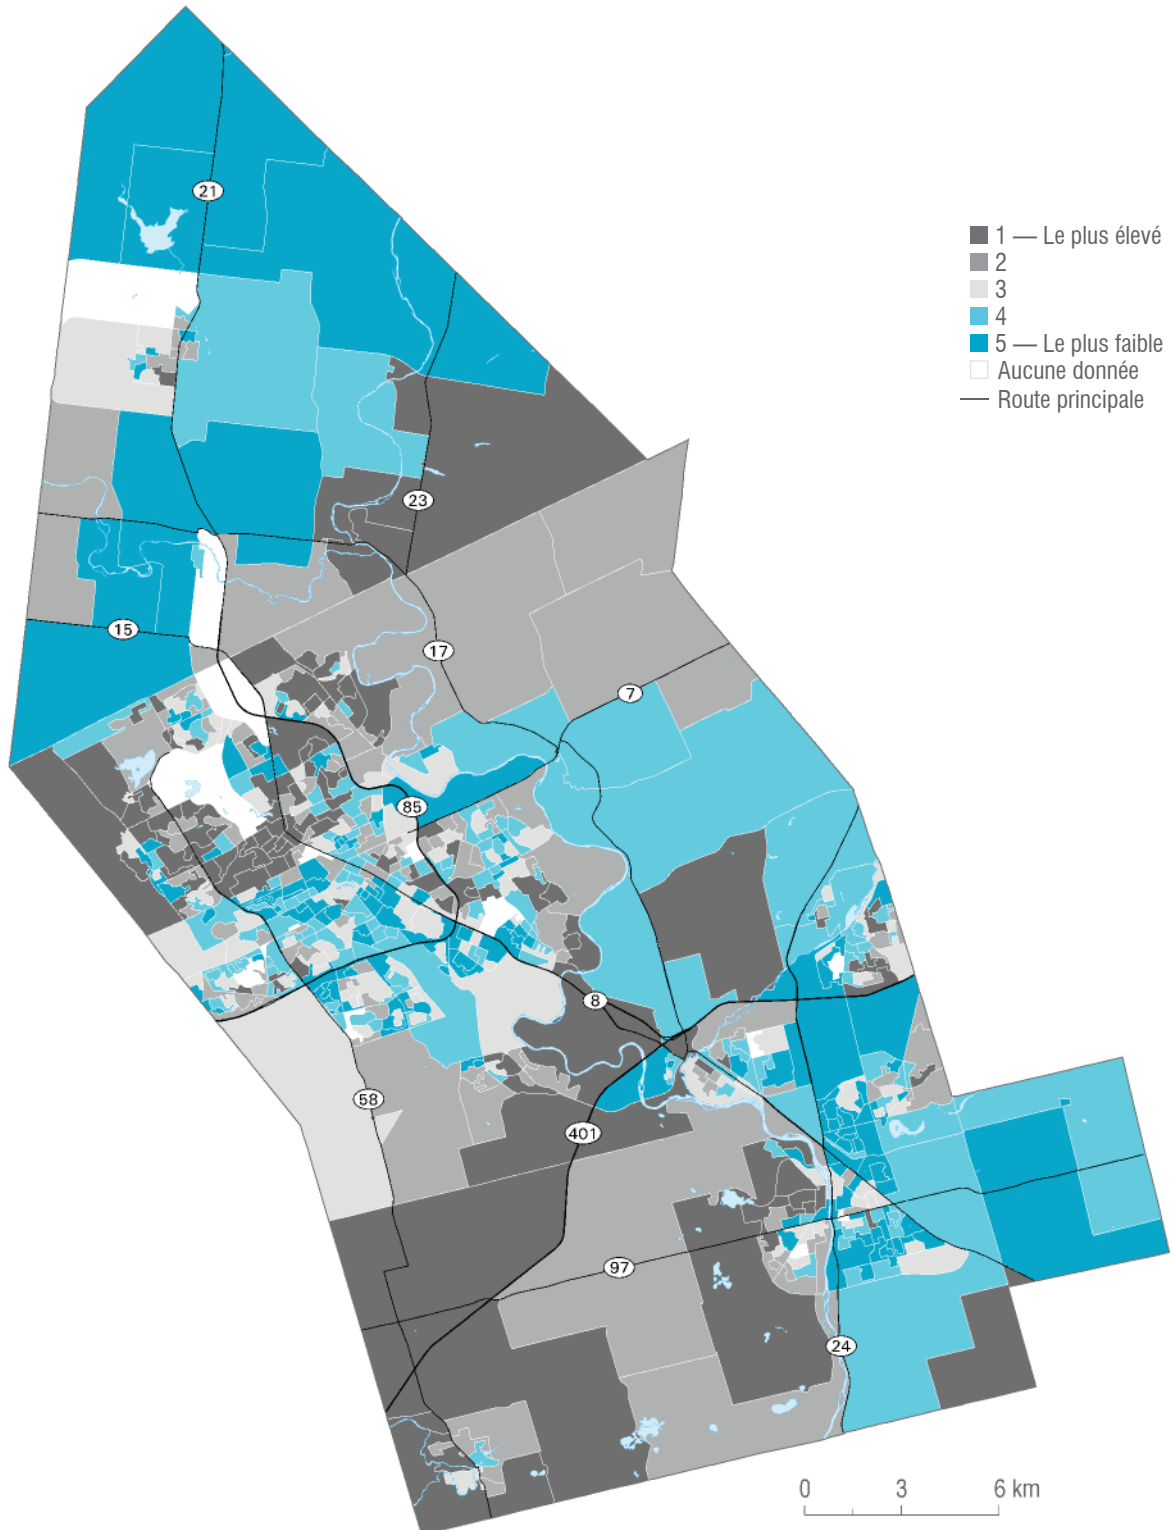 21
1 — Le plus élevé
2
3
4
5 — Le plus faible
Aucune donnée
Route principale
23
15
17
7
85
8
58
401
97
24
0 3 6 km